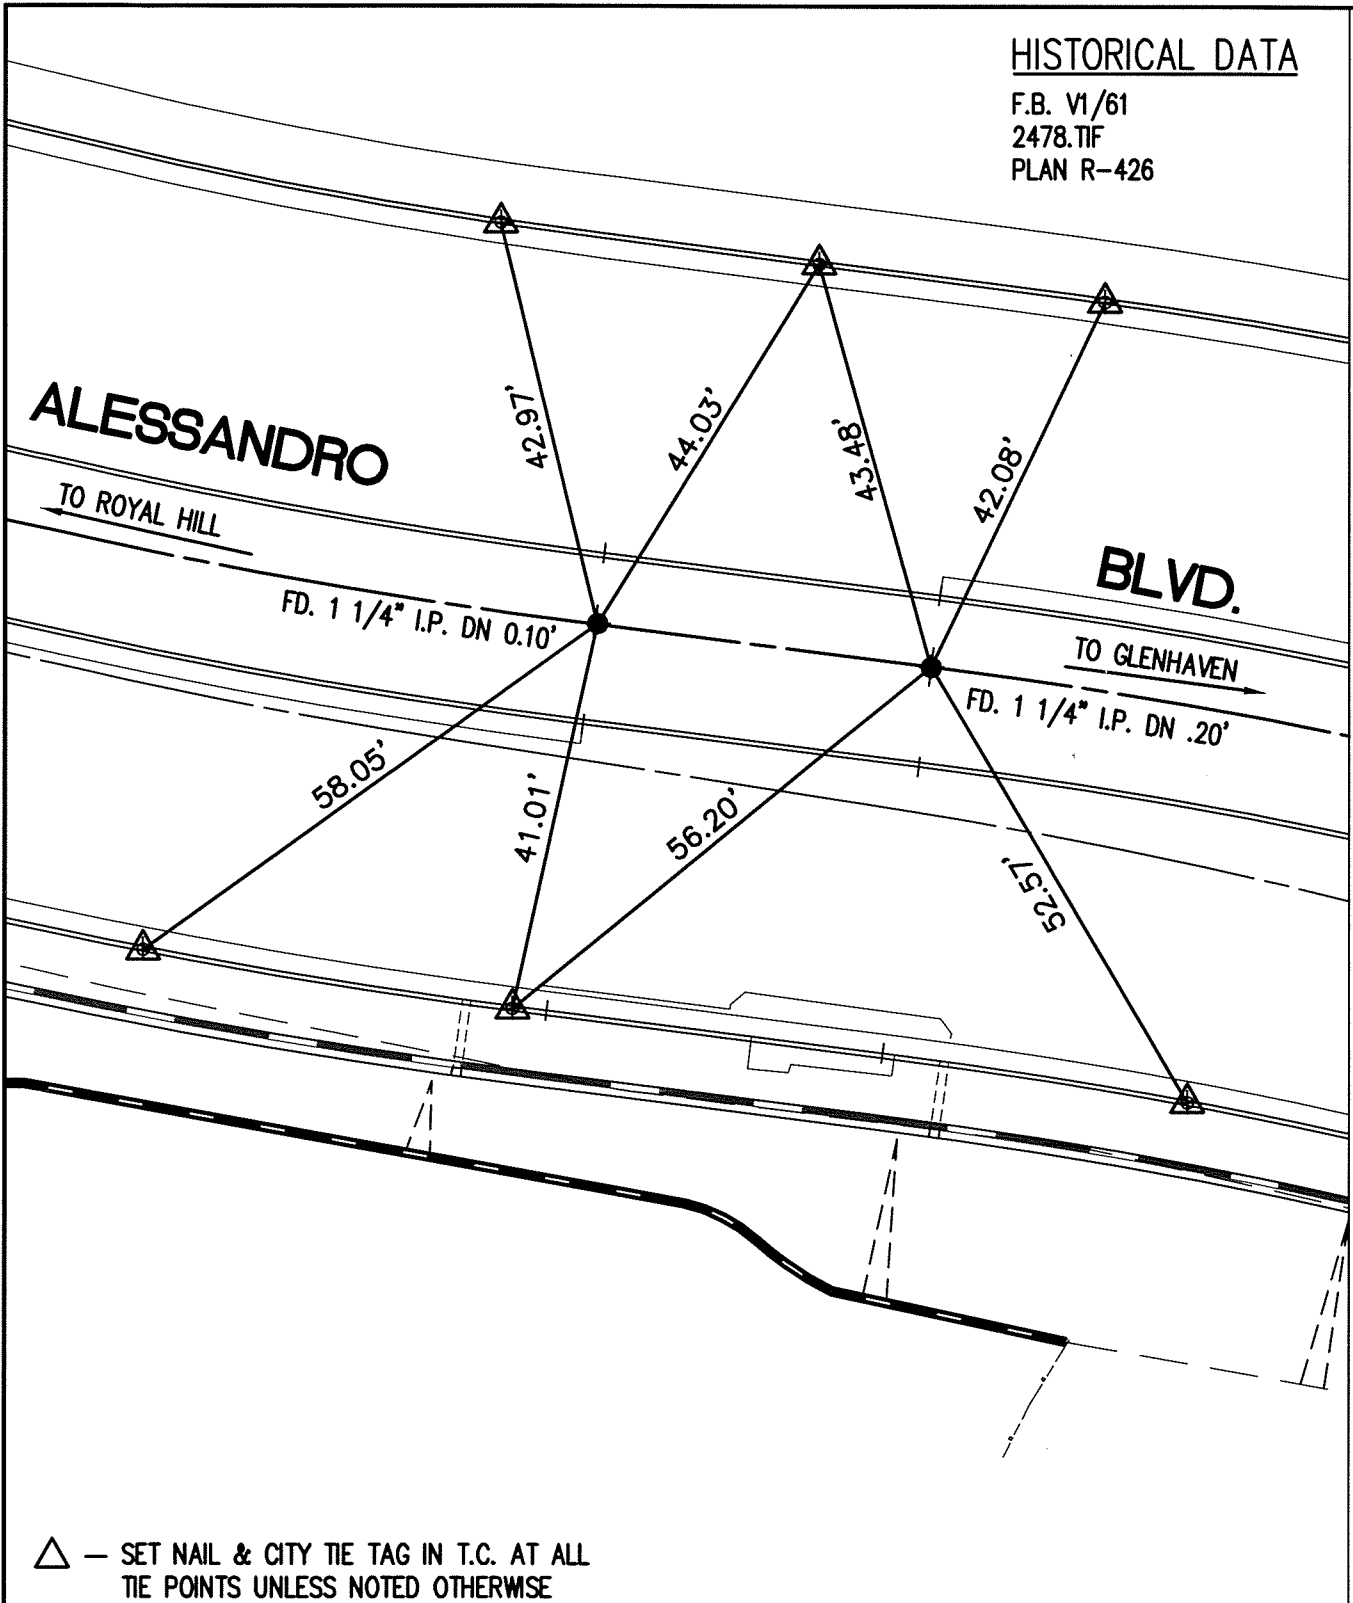 HISTORICAL DATA
F.B. V1/61
2478.TIF
PLAN R-426
ALESSANDRO
TO ROYAL HILL
42.97'
44.03'
43.48'
42.08'
BLVD.
FD. 1 1/4" I.P. DN 0.10'
TO GLENHAVEN
FD. 1 1/4" I.P. DN .20'
58.05'
41.01'
56.20'
52.57'
— SET NAIL & CITY TIE TAG IN T.C. AT ALL
TIE POINTS UNLESS NOTED OTHERWISE